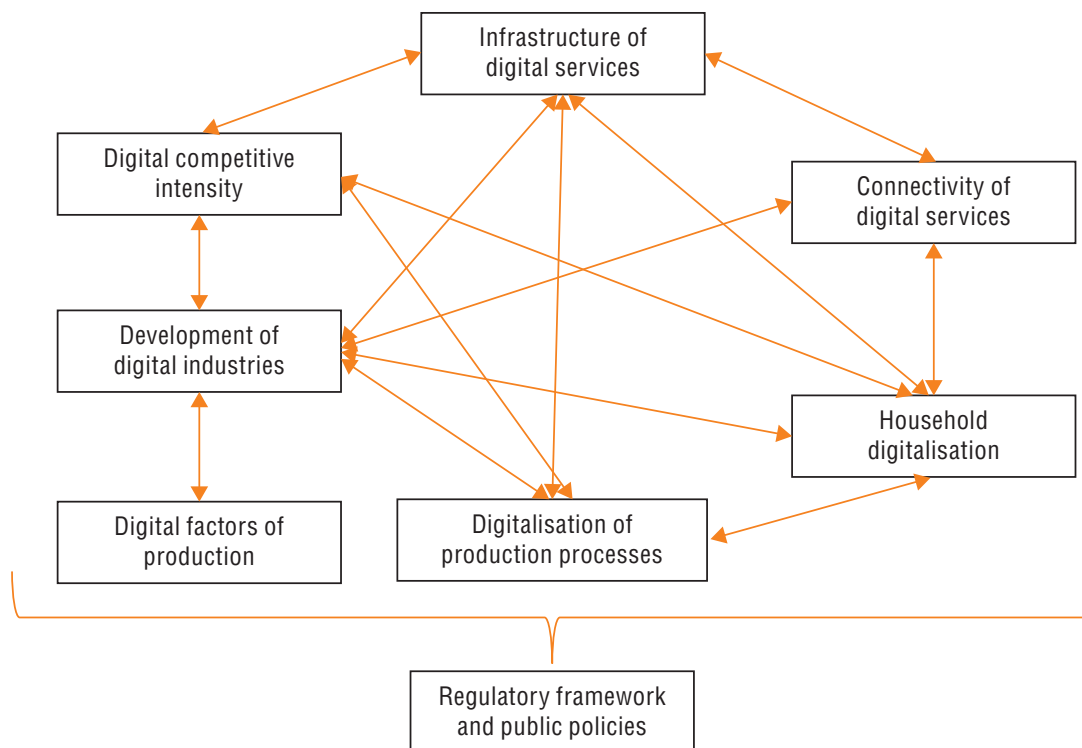 Infrastructure of
digital services
Digital competitive
intensity
Connectivity of
digital services
Development of
digital industries
Household
digitalisation
Digital factors of
production
Digitalisation of
production processes
Regulatory framework
and public policies